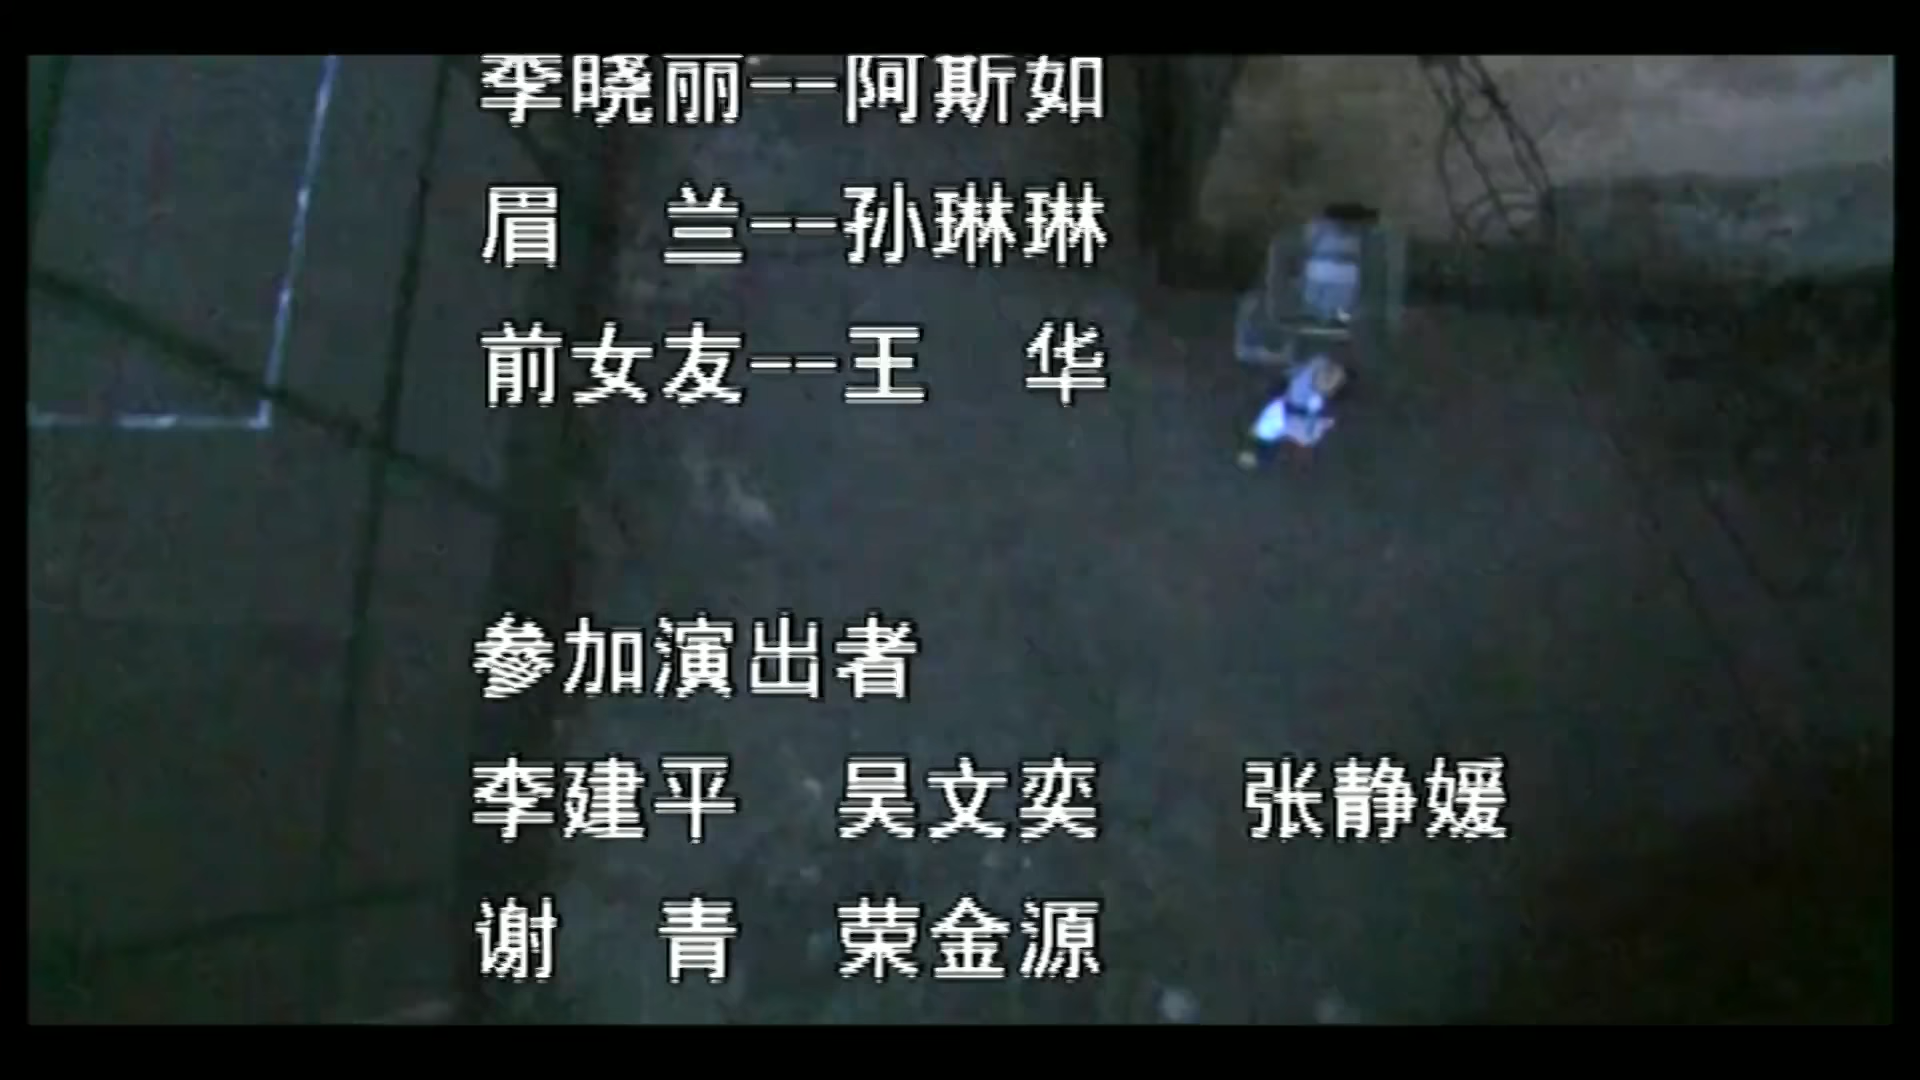 李晓丽--阿斯如
眉　兰--孙琳琳
前女友--王　华
参加演出者
李建平　吴文奕　张静媛
谢　青　荣金源